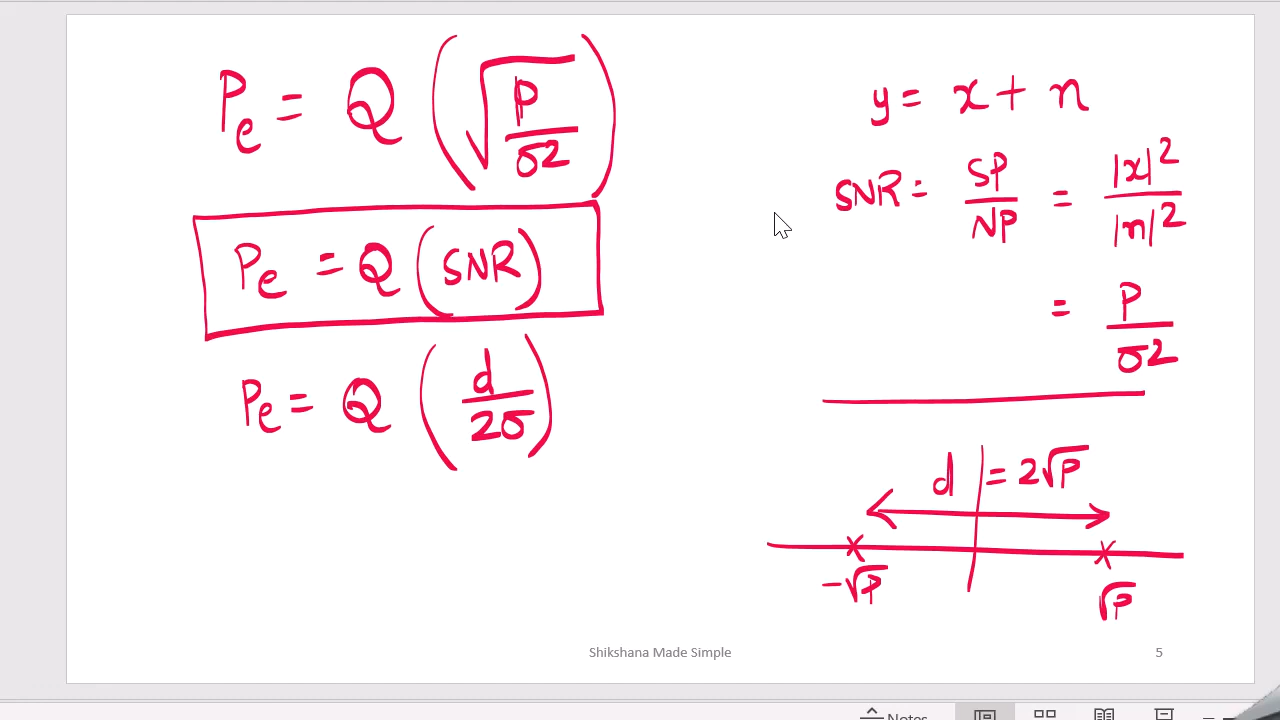 Pe = Q (√(P/σ2))
Pe = Q (SNR)
Pe = Q (d/2σ)
y = x + n
SNR = SP/NP = |x|2/|n|2
= P/σ2
d = 2√P
-√P
√P
Shikshana Made Simple
5
Notes